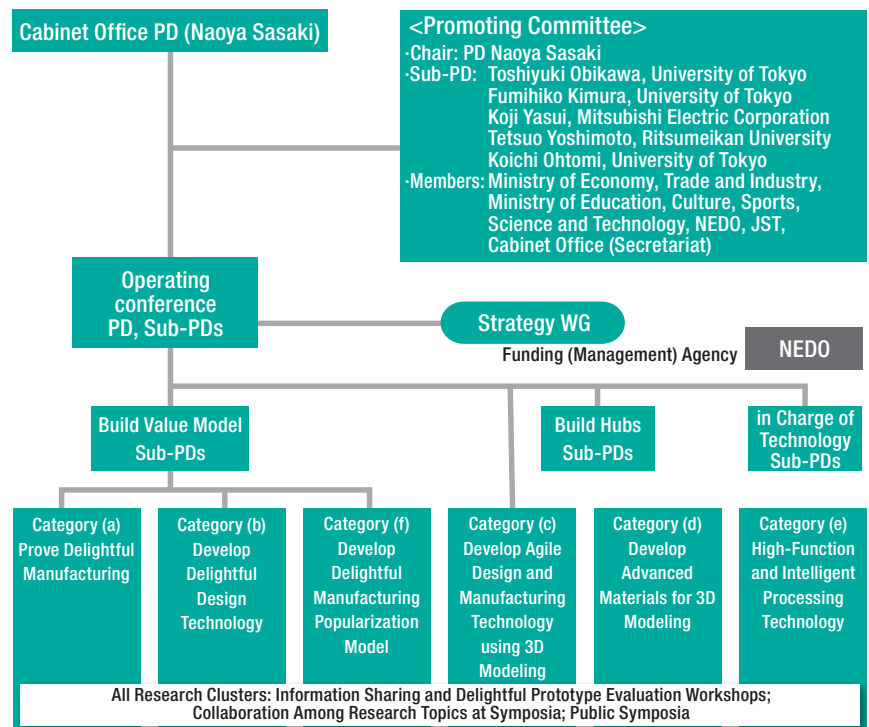 Cabinet Office PD (Naoya Sasaki)
<Promoting Committee>
·Chair: PD Naoya Sasaki
·Sub-PD: Toshiyuki Obikawa, University of Tokyo
Fumihiko Kimura, University of Tokyo
Koji Yasui, Mitsubishi Electric Corporation
Tetsuo Yoshimoto, Ritsumeikan University
Koichi Ohtomi, University of Tokyo
·Members: Ministry of Economy, Trade and Industry,
Ministry of Education, Culture, Sports,
Science and Technology, NEDO, JST,
Cabinet Office (Secretariat)
Operating
conference
PD, Sub-PDs
Strategy WG
Funding (Management) Agency
NEDO
Build Value Model
Sub-PDs
Build Hubs
Sub-PDs
in Charge of
Technology
Sub-PDs
Category (a)
Prove Delightful
Manufacturing
Category (b)
Develop
Delightful
Design
Technology
Category (f)
Develop
Delightful
Manufacturing
Popularization
Model
Category (c)
Develop Agile
Design and
Manufacturing
Technology
using 3D
Modeling
Category (d)
Develop
Advanced
Materials for 3D
Modeling
Category (e)
High-Function
and Intelligent
Processing
Technology
All Research Clusters: Information Sharing and Delightful Prototype Evaluation Workshops;
Collaboration Among Research Topics at Symposia; Public Symposia